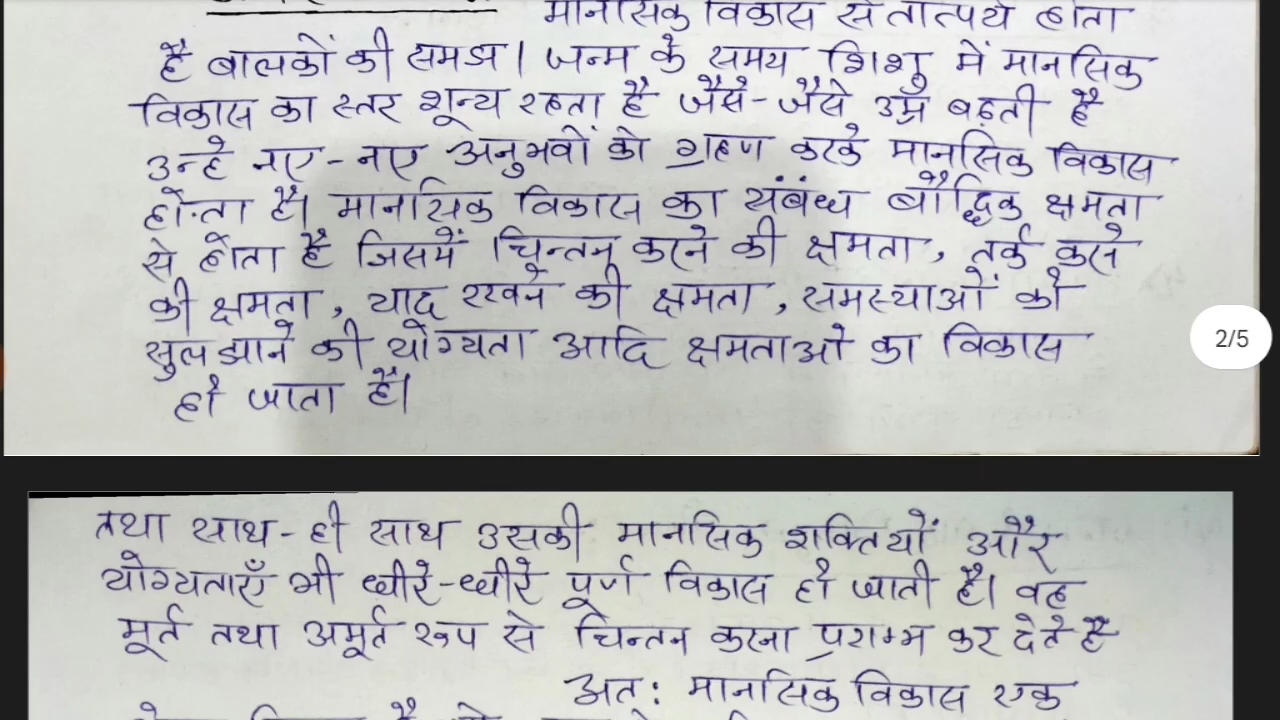 मानसिक विकास से तात्पर्य होता
है बालकों की समझ। जन्म के समय शिशु में मानसिक
विकास का स्तर शून्य रहता है जैसे-जैसे उम्र बढ़ती है
उन्हे नए-नए अनुभवों को ग्रहण करके मानसिक विकास
होता है। मानसिक विकास का संबंध बौद्धिक क्षमता
से होता है जिसमें चिन्तन करने की क्षमता, तर्क करने
की क्षमता, याद रखने की क्षमता, समस्याओं को
सुलझाने की योग्यता आदि क्षमताओ का विकास
हो जाता है।
2/5
तथा साथ-ही साथ उसकी मानसिक शक्तियों और
योग्यताएँ भी धीरे-धीरे पूर्ण विकास हो जाती है। वह
मूर्त तथा अमूर्त रूप से चिन्तन करना प्रारम्भ कर देते है
अतः मानसिक विकास एक